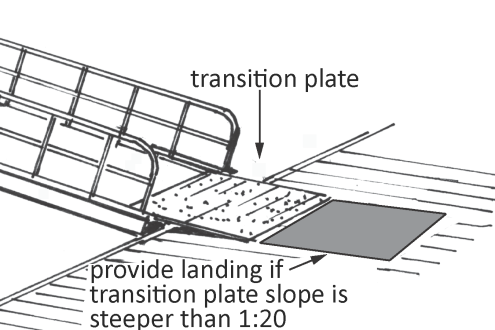 transition plate
provide landing if
transition plate slope is
steeper than 1:20